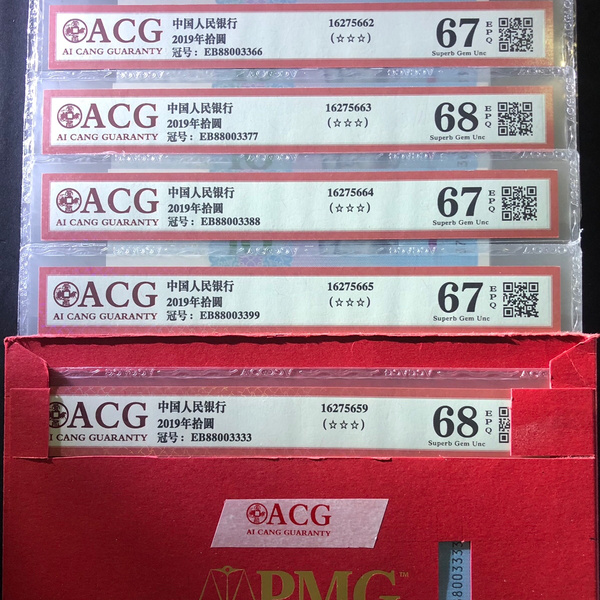 ACG
AI CANG GUARANTY
中国人民银行
2019年拾圆
冠号：EB88003366
16275662
(☆☆☆)
67 EPQ
Superb Gem Unc
ACG
AI CANG GUARANTY
中国人民银行
2019年拾圆
冠号：EB88003377
16275663
(☆☆☆)
68 EPQ
Superb Gem Unc
ACG
AI CANG GUARANTY
中国人民银行
2019年拾圆
冠号：EB88003388
16275664
(☆☆☆)
67 EPQ
Superb Gem Unc
ACG
AI CANG GUARANTY
中国人民银行
2019年拾圆
冠号：EB88003399
16275665
(☆☆☆)
67 EPQ
Superb Gem Unc
ACG
I CANG GUARANTY
中国人民银行
2019年拾圆
冠号：EB88003333
16275659
(☆☆☆)
68 EPQ
Superb Gem Unc
ACG
AI CANG GUARANTY
PMG™
8003333